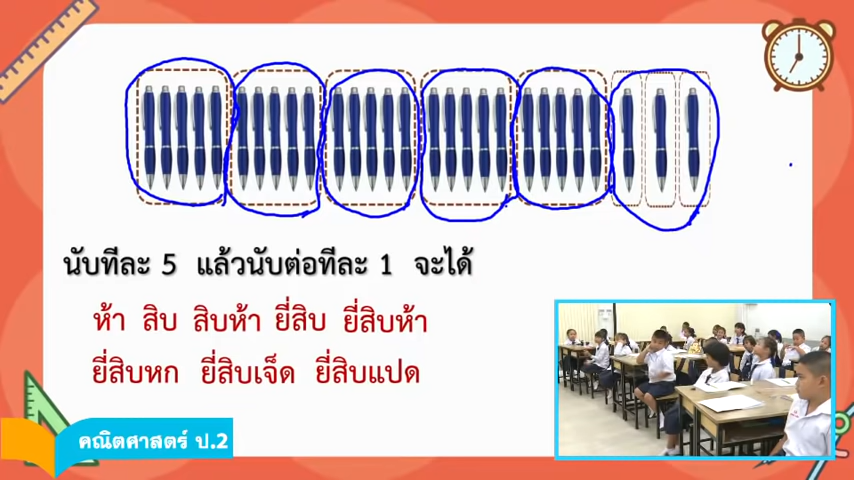 นับทีละ 5 แล้วนับต่อทีละ 1 จะได้
ห้า สิบ สิบห้า ยี่สิบ ยี่สิบห้า
ยี่สิบหก ยี่สิบเจ็ด ยี่สิบแปด
คณิตศาสตร์ ป.2